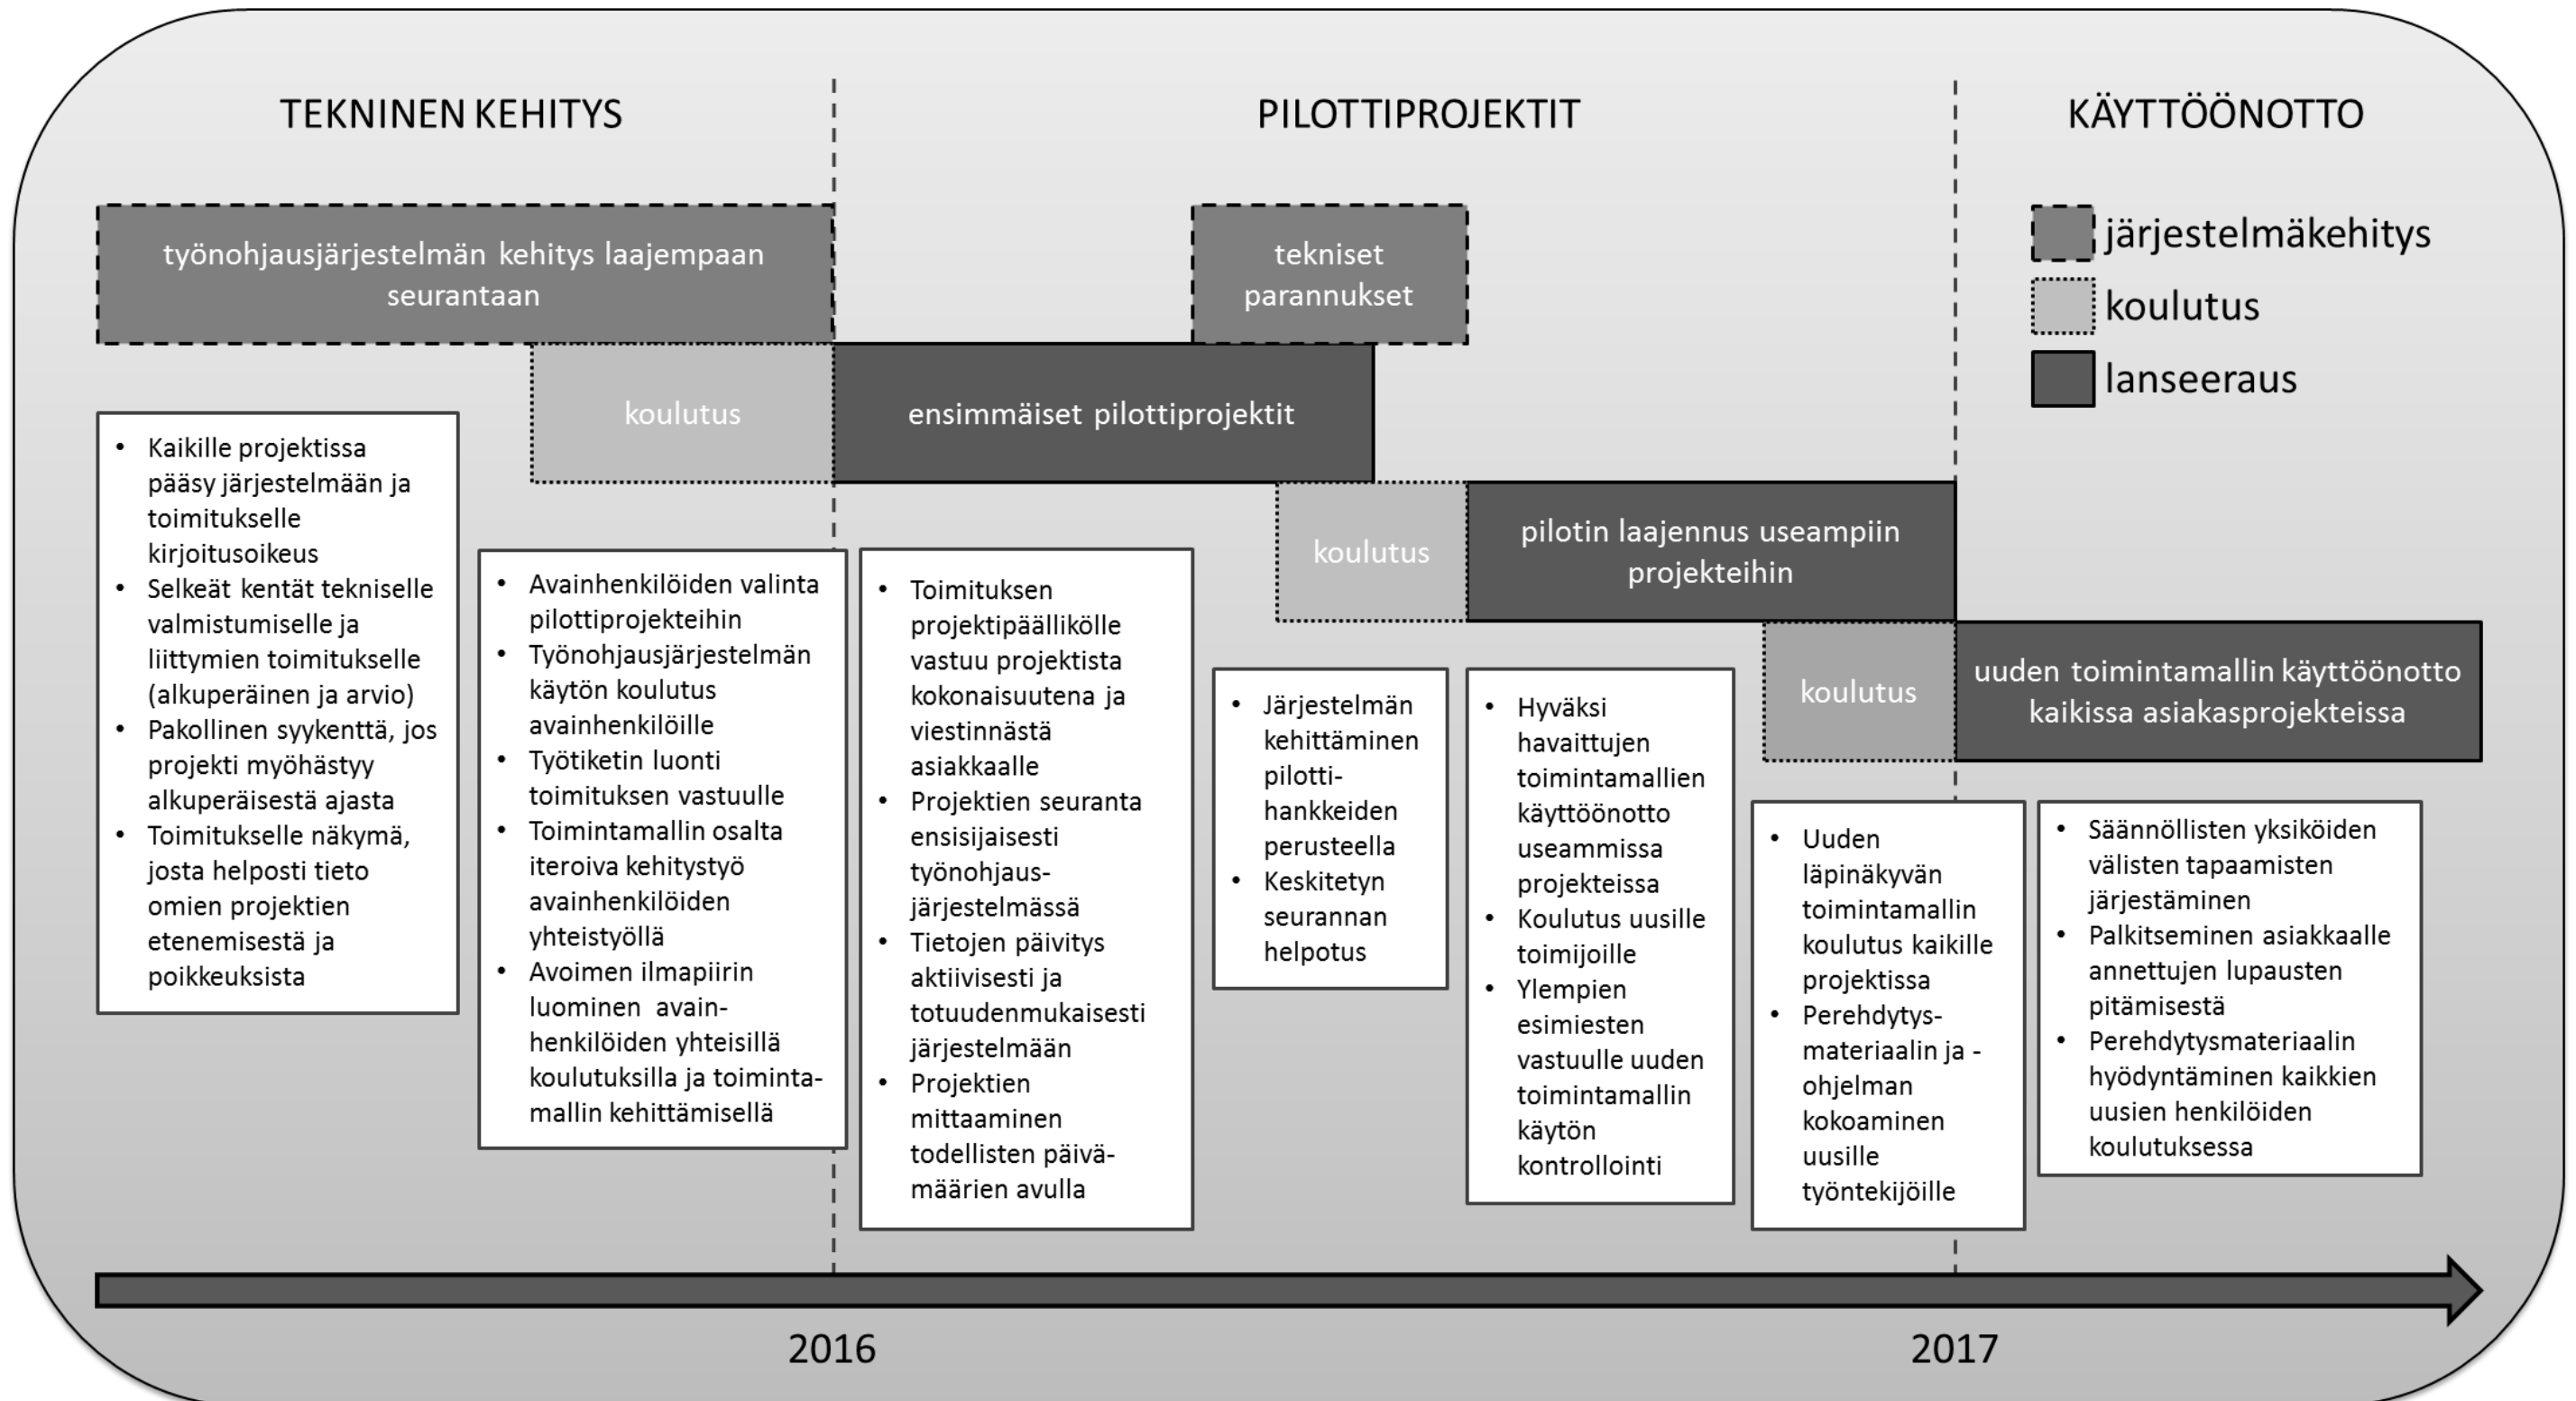 TEKNINEN KEHITYS
PILOTTIPROJEKTIT
KÄYTTÖÖNOTTO
työnohjausjärjestelmän kehitys laajempaan
seurantaan
tekniset
parannukset
järjestelmäkehitys
koulutus
lanseeraus
koulutus
ensimmäiset pilottiprojektit
koulutus
pilotin laajennus useampiin
projekteihin
koulutus
uuden toimintamallin käyttöönotto
kaikissa asiakasprojekteissa
• Kaikille projektissa
pääsy järjestelmään ja
toimitukselle
kirjoitusoikeus
• Selkeät kentät tekniselle
valmistumiselle ja
liittymien toimitukselle
(alkuperäinen ja arvio)
• Pakollinen syykenttä, jos
projekti myöhästyy
alkuperäisestä ajasta
• Toimitukselle näkymä,
josta helposti tieto
omien projektien
etenemisestä ja
poikkeuksista
• Avainhenkilöiden valinta
pilottiprojekteihin
• Työnohjausjärjestelmän
käytön koulutus
avainhenkilöille
• Työtiketin luonti
toimituksen vastuulle
• Toimintamallin osalta
iteroiva kehitystyö
avainhenkilöiden
yhteistyöllä
• Avoimen ilmapiirin
luominen avain-
henkilöiden yhteisillä
koulutuksilla ja toiminta-
mallin kehittämisellä
• Toimituksen
projektipäällikölle
vastuu projektista
kokonaisuutena ja
viestinnästä
asiakkaalle
• Projektien seuranta
ensisijaisesti
työnohjaus-
järjestelmässä
• Tietojen päivitys
aktiivisesti ja
totuudenmukaisesti
järjestelmään
• Projektien
mittaaminen
todellisten päivä-
määrien avulla
• Järjestelmän
kehittäminen
pilotti-
hankkeiden
perusteella
• Keskitetyn
seurannan
helpotus
• Hyväksi
havaittujen
toimintamallien
käyttöönotto
useammissa
projekteissa
• Koulutus uusille
toimijoille
• Ylempien
esimiesten
vastuulle uuden
toimintamallin
käytön
kontrollointi
• Uuden
läpinäkyvän
toimintamallin
koulutus kaikille
projektissa
• Perehdytys-
materiaalin ja -
ohjelman
kokoaminen
uusille
työntekijöille
• Säännöllisten yksiköiden
välisten tapaamisten
järjestäminen
• Palkitseminen asiakkaalle
annettujen lupausten
pitämisestä
• Perehdytysmateriaalin
hyödyntäminen kaikkien
uusien henkilöiden
koulutuksessa
2016
2017